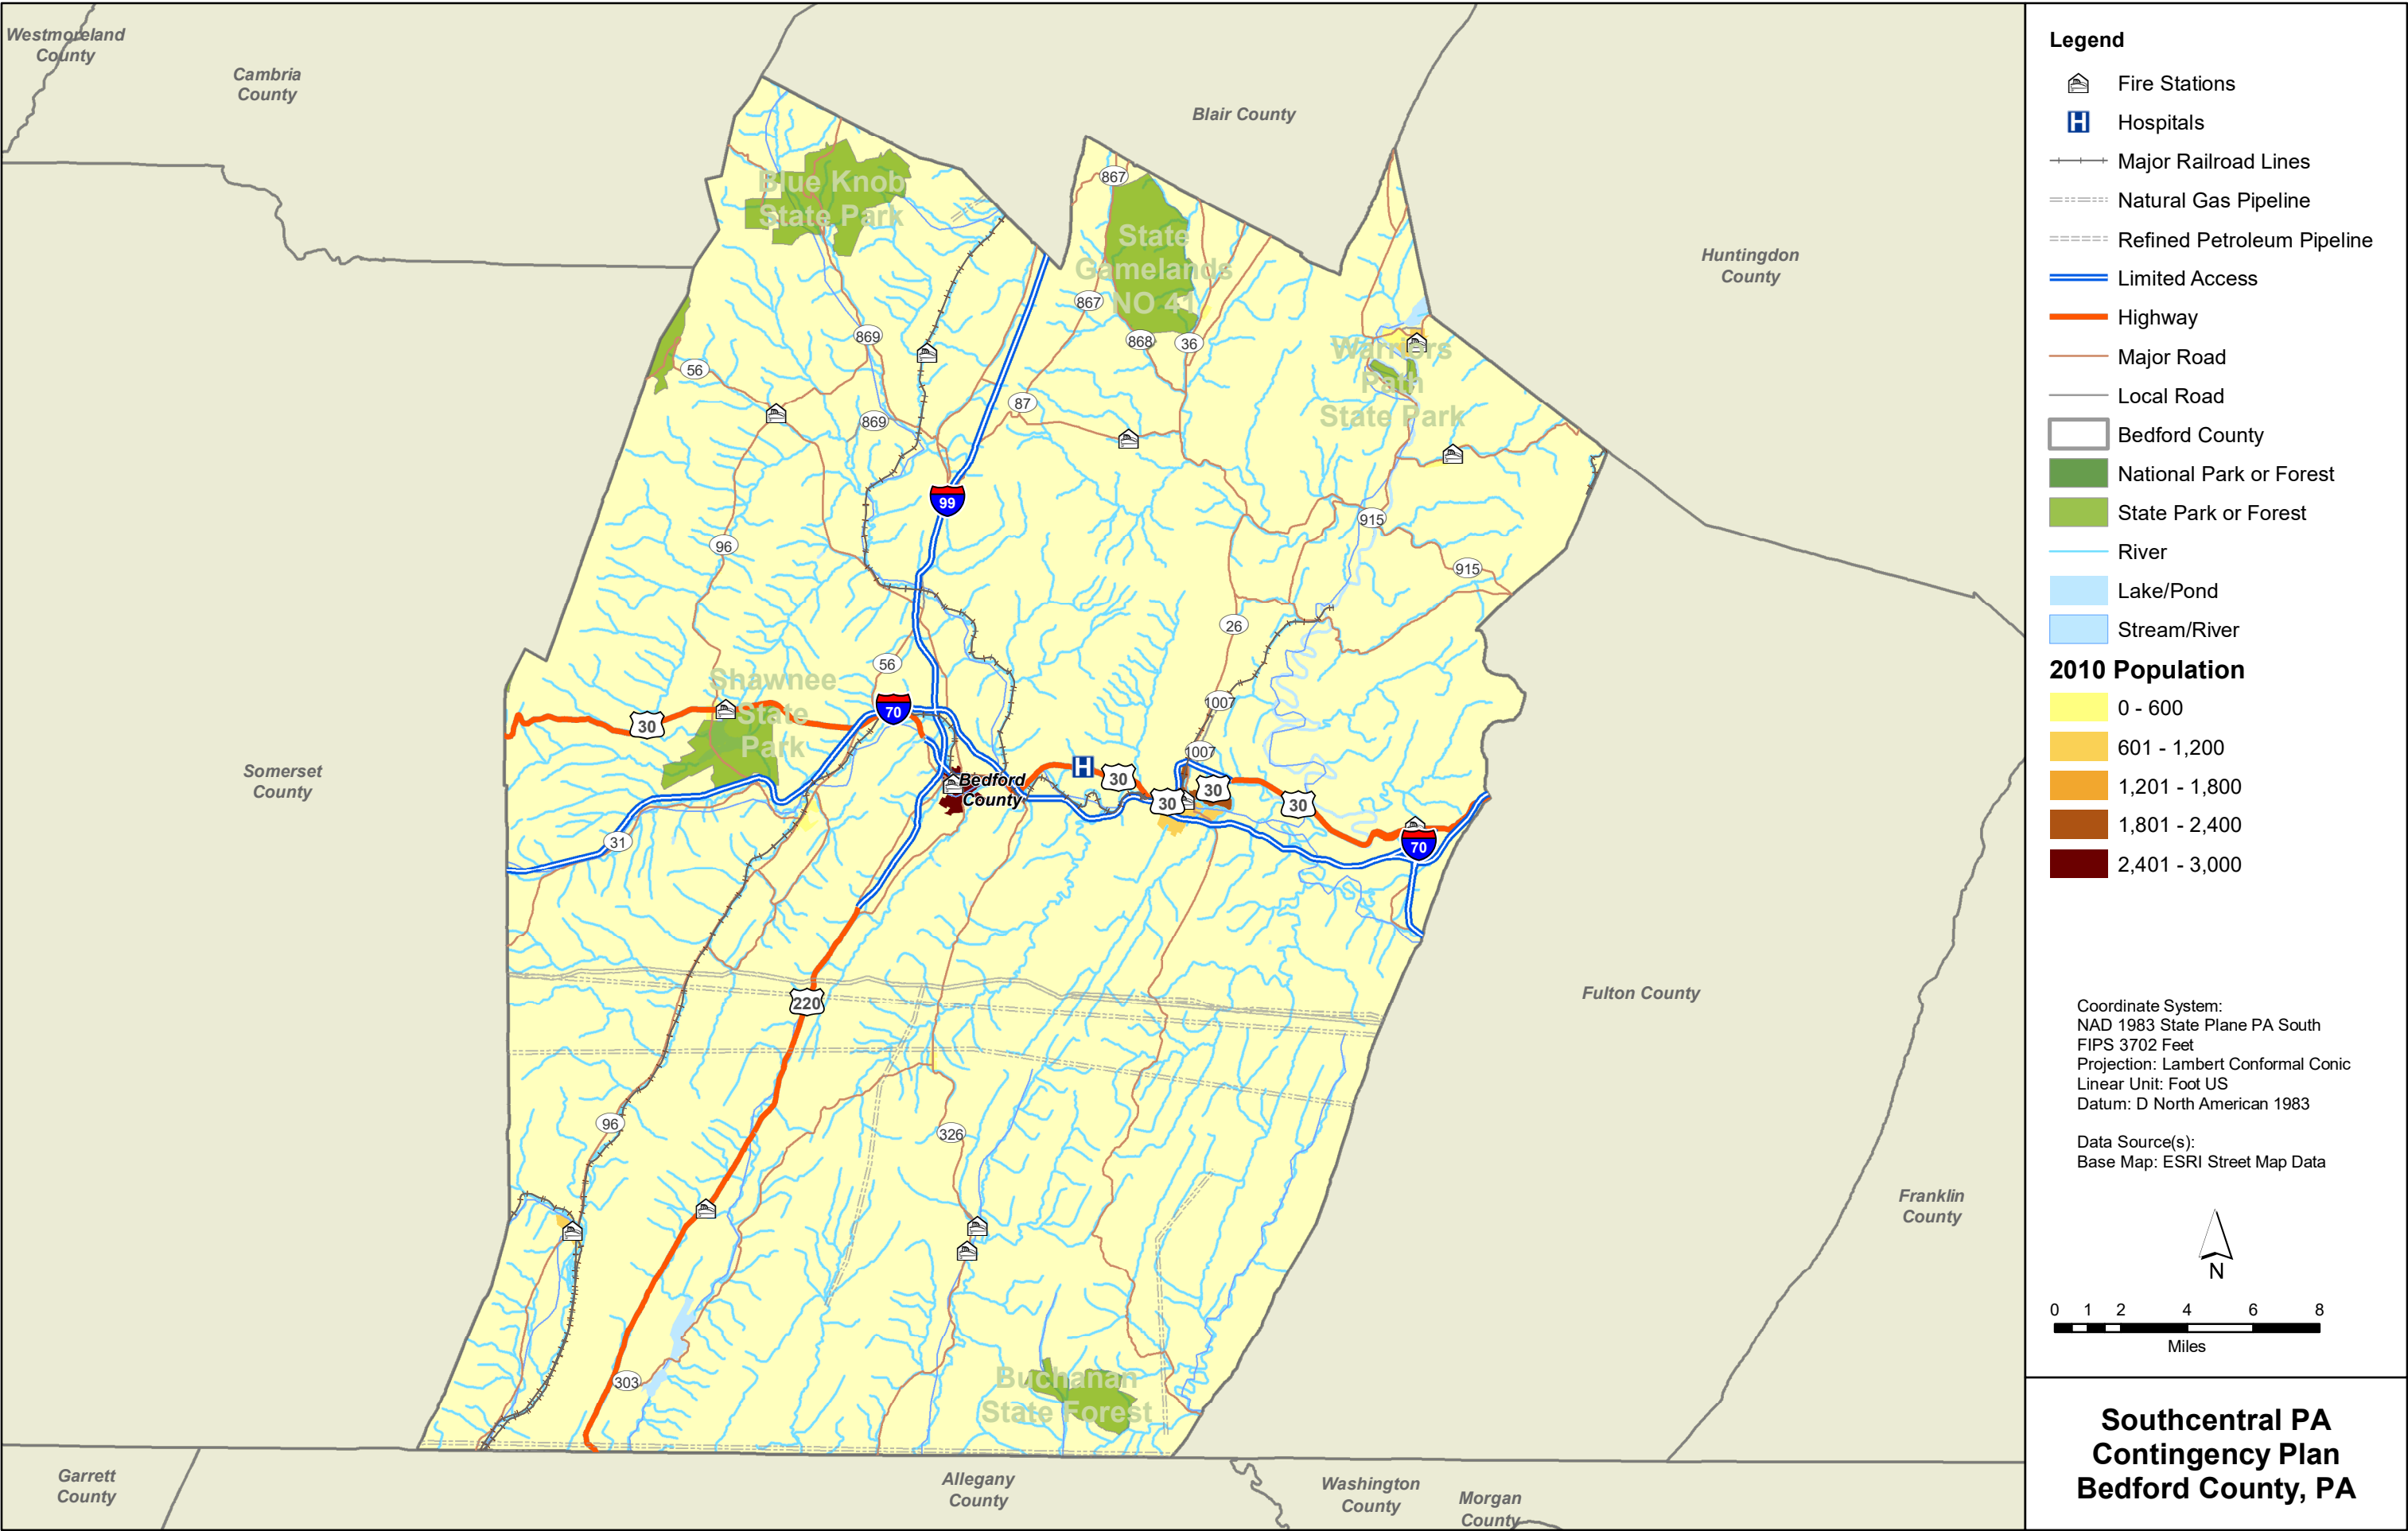 Westmoreland
County
Cambria
County
Blair County
Huntingdon
County
Somerset
County
Fulton County
Franklin
County
Garrett
County
Allegany
County
Washington
County
Morgan
County
Blue Knob
State Park
State
Gamelands
NO 41
Warriors
Path
State Park
Shawnee
State
Park
Buchanan
State Forest
Bedford
County
867
867
868
36
869
869
56
87
99
96
915
915
26
56
1007
1007
70
30
H
30
30
30
30
70
31
220
96
326
303
Legend
Fire Stations
H Hospitals
Major Railroad Lines
Natural Gas Pipeline
Refined Petroleum Pipeline
Limited Access
Highway
Major Road
Local Road
Bedford County
National Park or Forest
State Park or Forest
River
Lake/Pond
Stream/River
2010 Population
0 - 600
601 - 1,200
1,201 - 1,800
1,801 - 2,400
2,401 - 3,000
Coordinate System:
NAD 1983 State Plane PA South
FIPS 3702 Feet
Projection: Lambert Conformal Conic
Linear Unit: Foot US
Datum: D North American 1983
Data Source(s):
Base Map: ESRI Street Map Data
N
0 1 2 4 6 8
Miles
Southcentral PA
Contingency Plan
Bedford County, PA